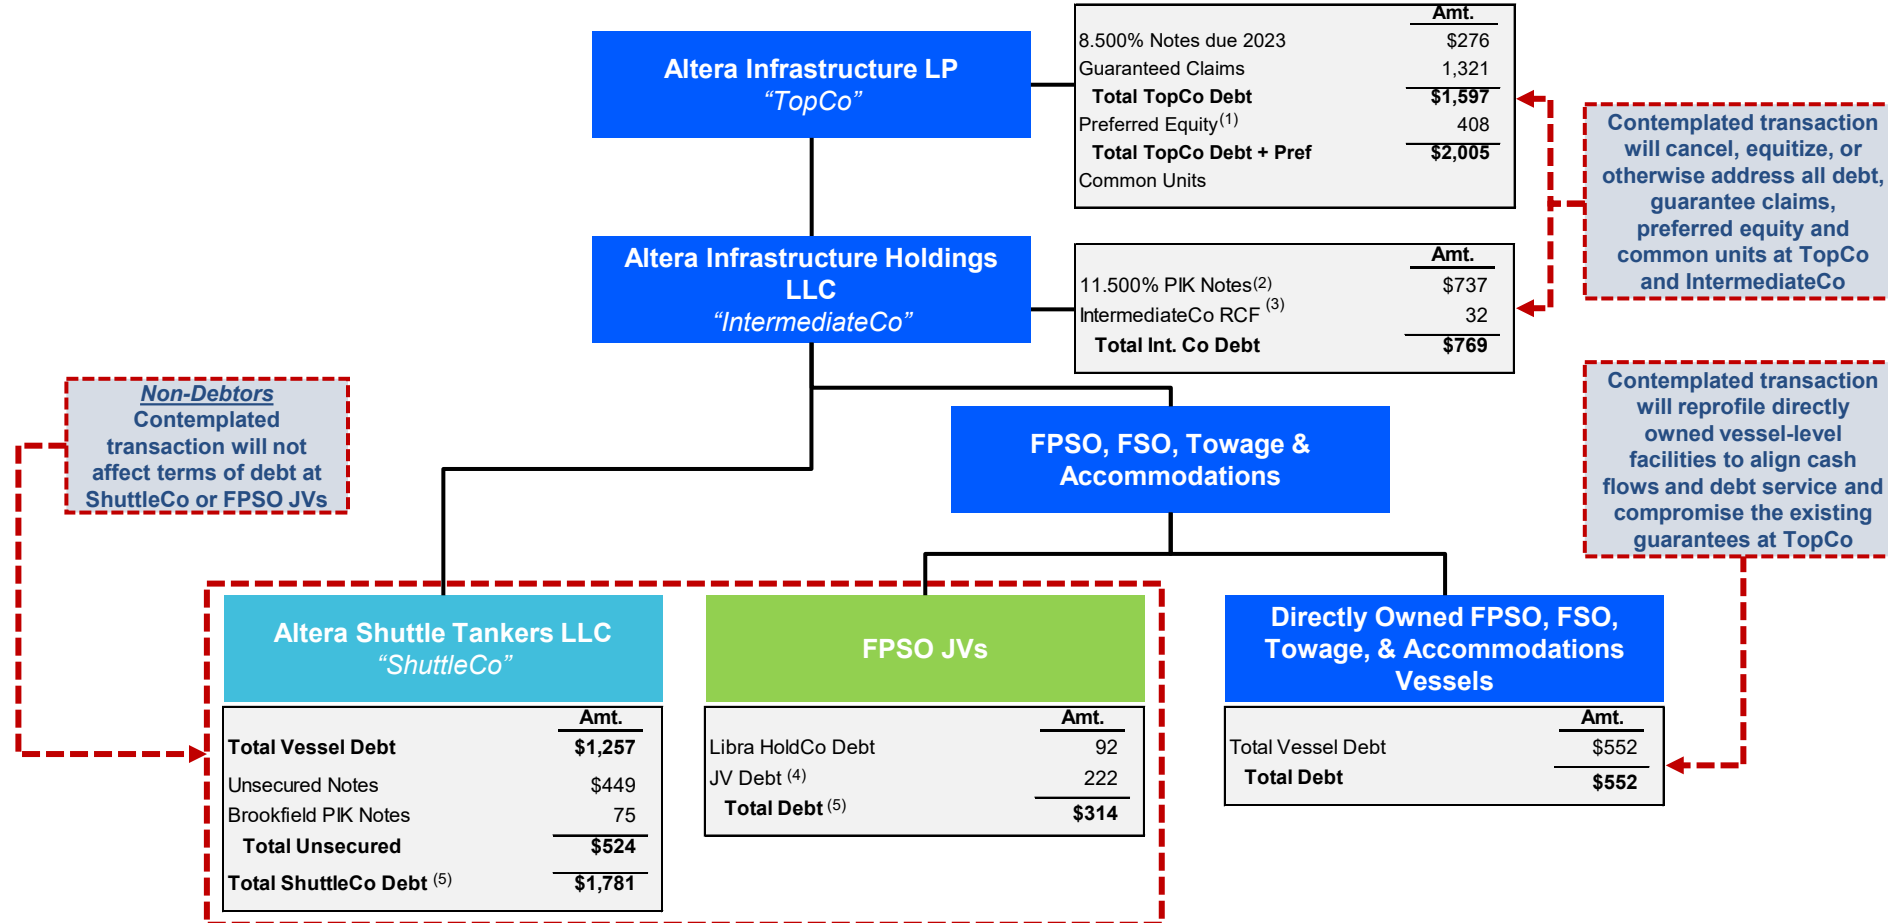 Altera Infrastructure LP
“TopCo”
Amt.
8.500% Notes due 2023 $276
Guaranteed Claims 1,321
Total TopCo Debt $1,597
Preferred Equity(1) 408
Total TopCo Debt + Pref $2,005
Common Units
Contemplated transaction
will cancel, equitize, or
otherwise address all debt,
guarantee claims,
preferred equity and
common units at TopCo
and IntermediateCo
Altera Infrastructure Holdings
LLC
“IntermediateCo”
Amt.
11.500% PIK Notes(2) $737
IntermediateCo RCF (3) 32
Total Int. Co Debt $769
Non-Debtors
Contemplated
transaction will not
affect terms of debt at
ShuttleCo or FPSO JVs
FPSO, FSO, Towage &
Accommodations
Contemplated transaction
will reprofile directly
owned vessel-level
facilities to align cash
flows and debt service and
compromise the existing
guarantees at TopCo
Altera Shuttle Tankers LLC
“ShuttleCo”
Amt.
Total Vessel Debt $1,257
Unsecured Notes $449
Brookfield PIK Notes 75
Total Unsecured $524
Total ShuttleCo Debt (5) $1,781
FPSO JVs
Amt.
Libra HoldCo Debt 92
JV Debt (4) 222
Total Debt (5) $314
Directly Owned FPSO, FSO,
Towage, & Accommodations
Vessels
Amt.
Total Vessel Debt $552
Total Debt $552